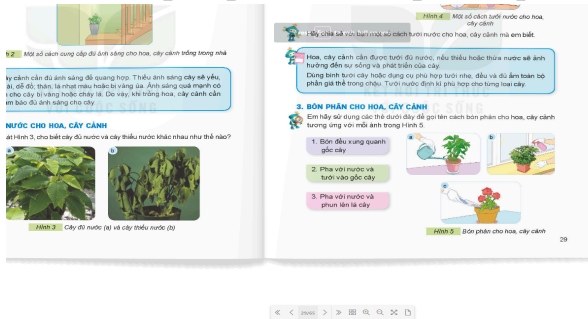 h 2 Một số cách cung cấp đủ ánh sáng cho hoa, cây cảnh trồng trong nhà
ây cảnh cần đủ ánh sáng để quang hợp. Thiếu ánh sáng cây sẽ yếu,
ài, dễ đổ; thân, lá nhạt màu hoặc bị vàng úa. Ánh sáng quá mạnh có
cho cây bị vàng hoặc cháy lá. Do vậy, khi trồng hoa, cây cảnh cần
ảm bảo đủ ánh sáng cho cây.
NƯỚC CHO HOA, CÂY CẢNH
át Hình 3, cho biết cây đủ nước và cây thiếu nước khác nhau như thế nào?
a
b
Hình 3 Cây đủ nước (a) và cây thiếu nước (b)
Hình 4 Một số cách tưới nước cho hoa,
cây cảnh
Hãy chia sẻ với bạn một số cách tưới nước cho hoa, cây cảnh mà em biết.
Hoa, cây cảnh cần được tưới đủ nước, nếu thiếu hoặc thừa nước sẽ ảnh
hưởng đến sự sống và phát triển của cây.
Dùng bình tưới cây hoặc dụng cụ phù hợp tưới nhẹ, đều và đủ ẩm toàn bộ
phần giá thể trong chậu. Tưới nước định kì phù hợp cho từng loại cây.
3. BÓN PHÂN CHO HOA, CÂY CẢNH
Em hãy sử dụng các thẻ dưới đây để gọi tên cách bón phân cho hoa, cây cảnh
tương ứng với mỗi ảnh trong Hình 5.
1. Bón đều xung quanh
gốc cây
2. Pha với nước và
tưới vào gốc cây
3. Pha với nước và
phun lên lá cây
a
b
c
Hình 5 Bón phân cho hoa, cây cảnh
29